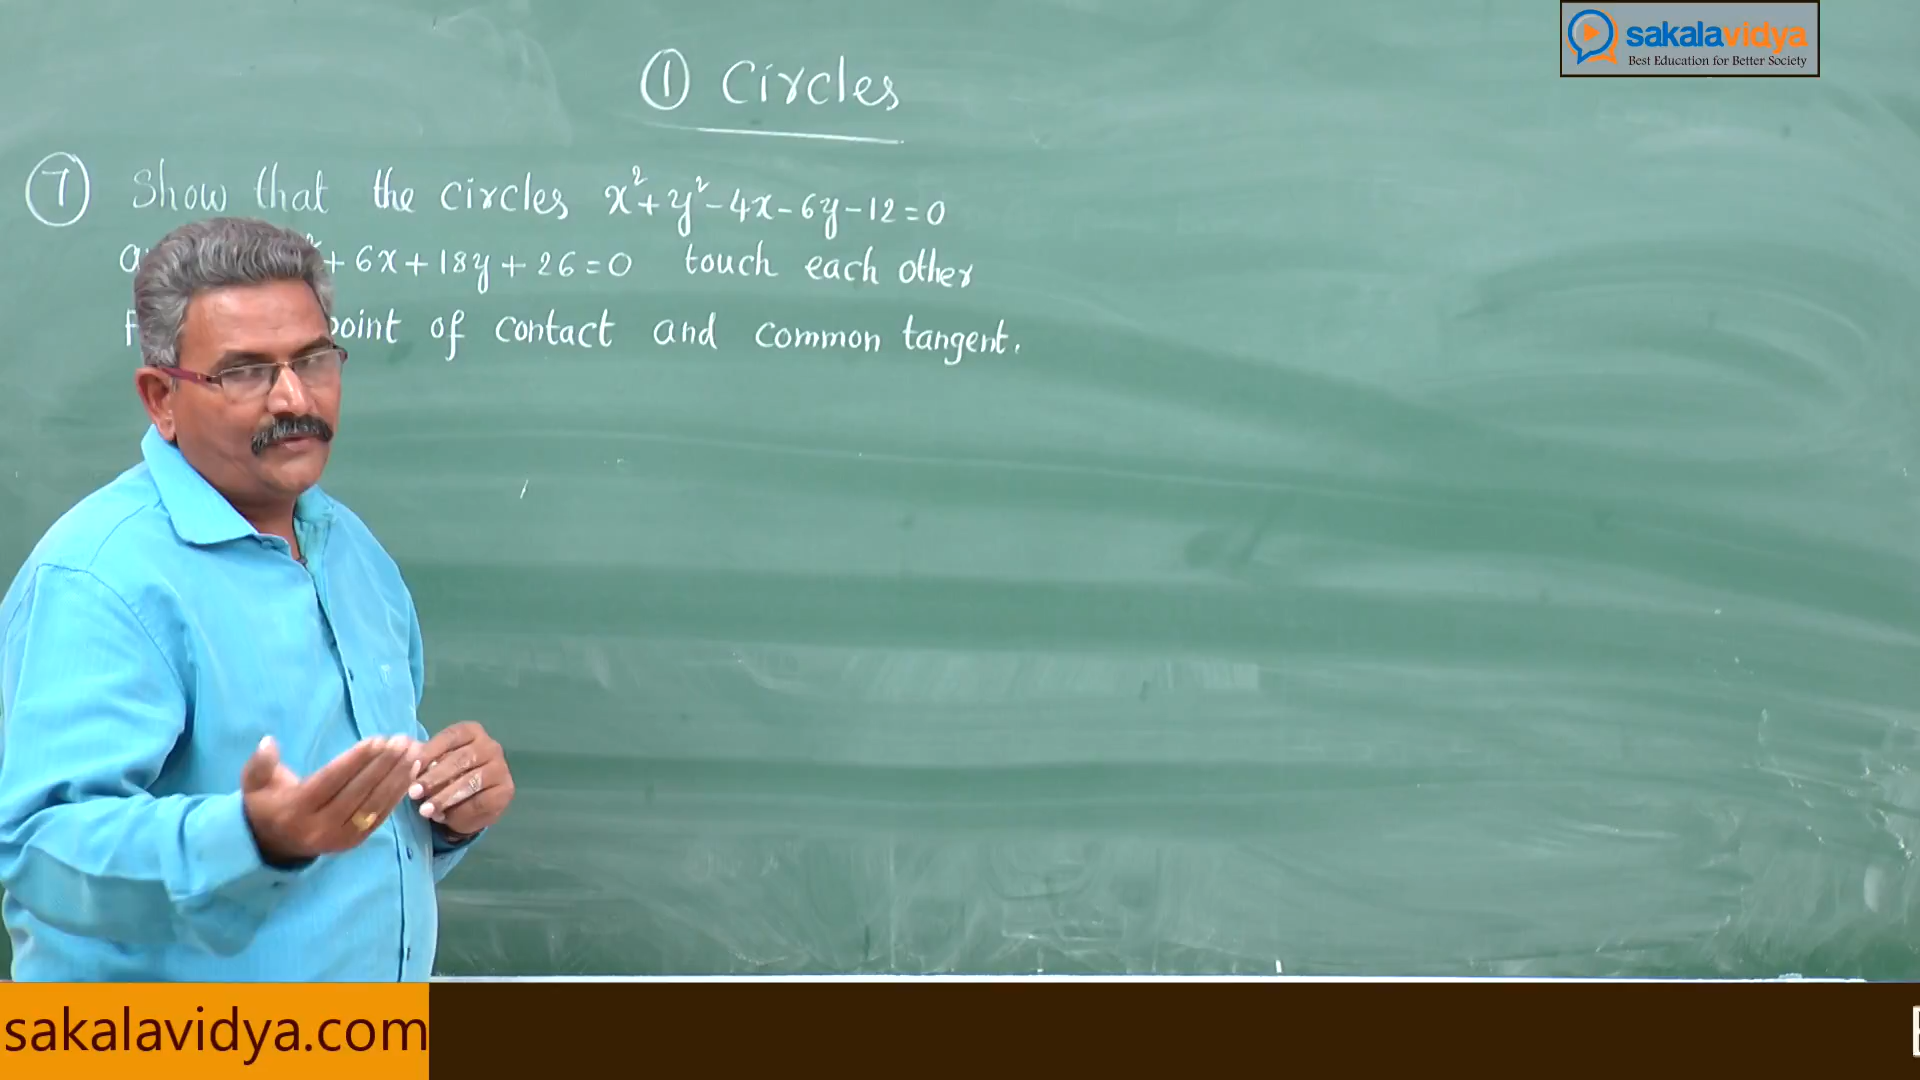 sakalavidya
Best Education for Better Society
① Circles
⑦ Show that the circles x²+y²-4x-6y-12=0
+6x+18y+26=0 touch each other
point of contact and common tangent.
sakalavidya.com